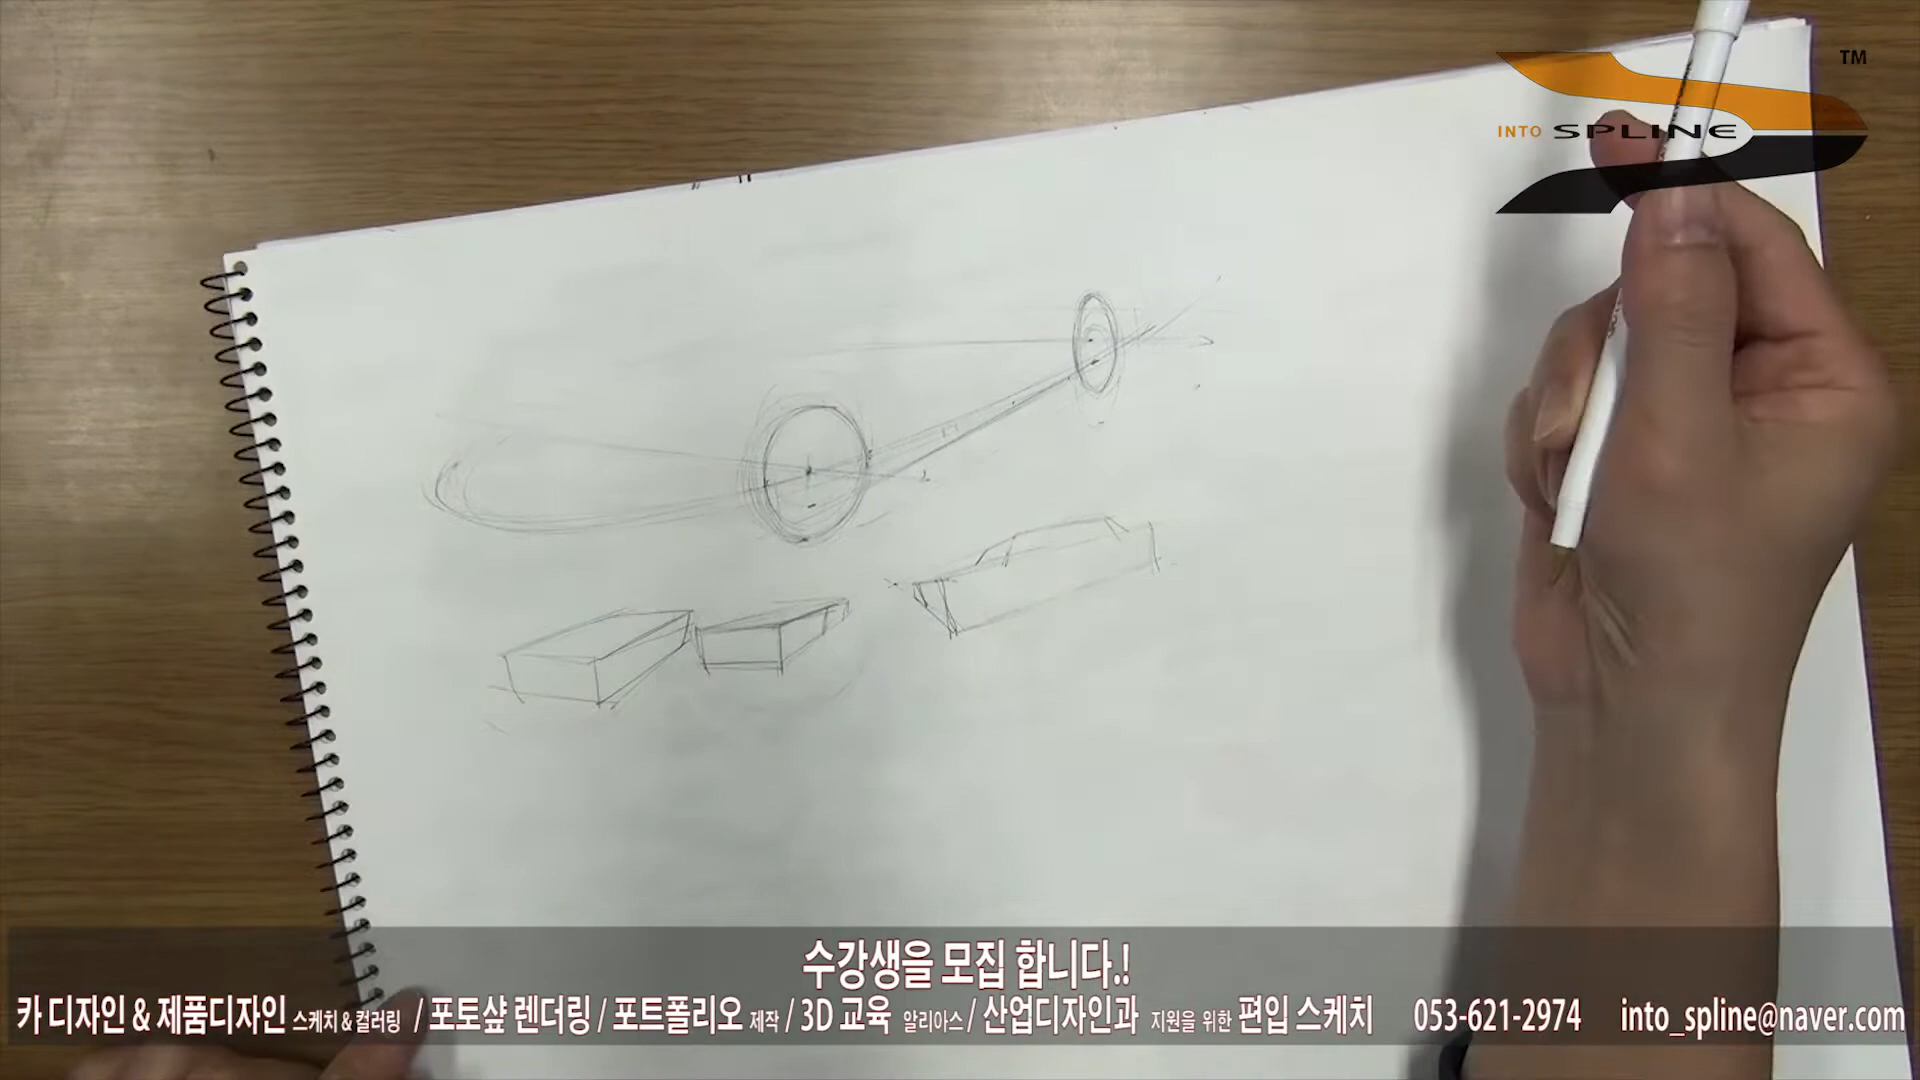 TM
INTO SPLINE
수강생을 모집 합니다.!
카 디자인 & 제품디자인 스케치 & 컬러링 / 포토샾 렌더링 / 포트폴리오 제작 / 3D 교육 알리아스 / 산업디자인과 지원을 위한 편입 스케치 053-621-2974 into_spline@naver.com